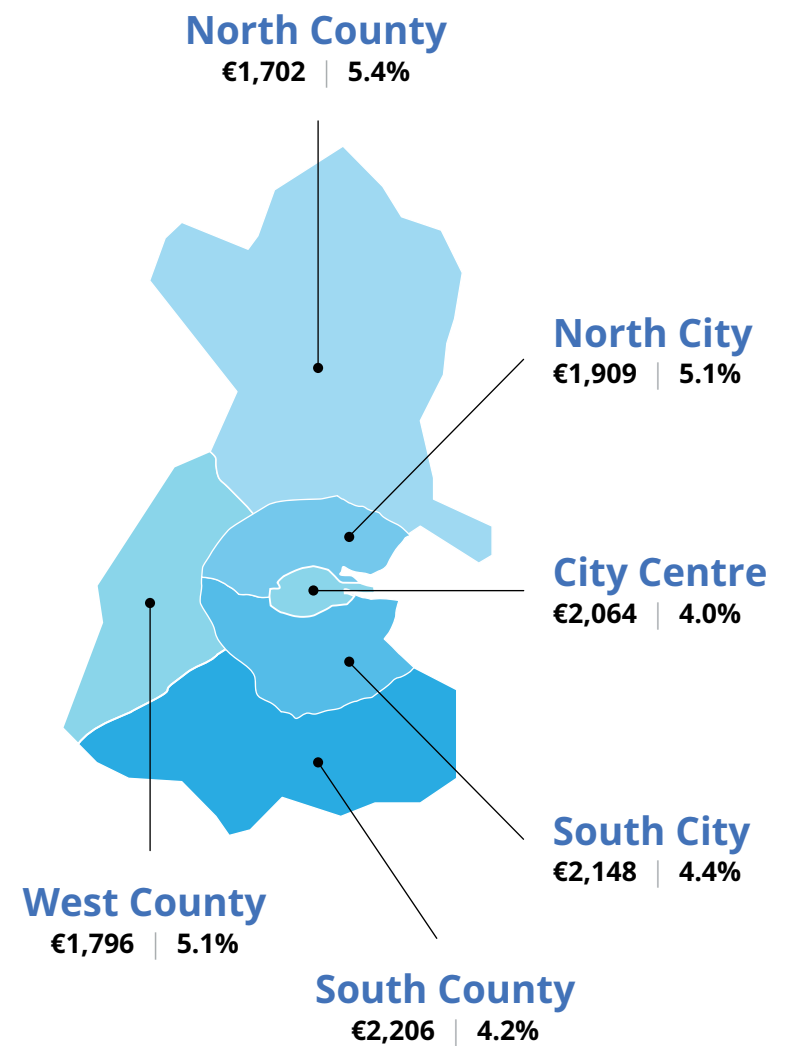 North County
€1,702 | 5.4%
North City
€1,909 | 5.1%
City Centre
€2,064 | 4.0%
South City
€2,148 | 4.4%
West County
€1,796 | 5.1%
South County
€2,206 | 4.2%